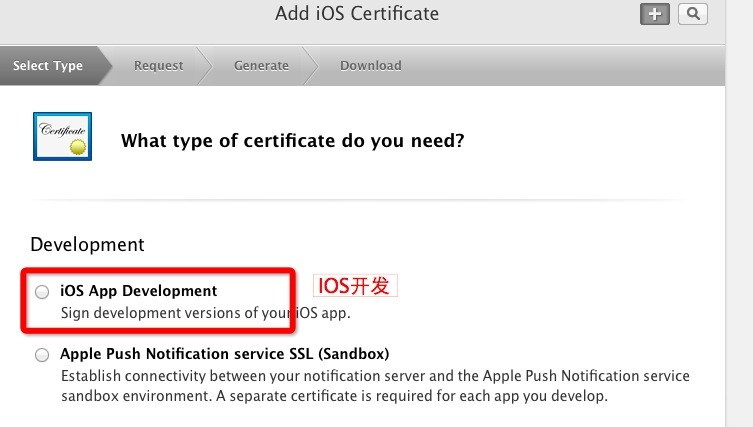 Add iOS Certificate
Select Type
Request
Generate
Download
Certificate
What type of certificate do you need?
Development
iOS App Development
IOS开发
Sign development versions of your iOS app.
Apple Push Notification service SSL (Sandbox)
Establish connectivity between your notification server and the Apple Push Notification service
sandbox environment. A separate certificate is required for each app you develop.